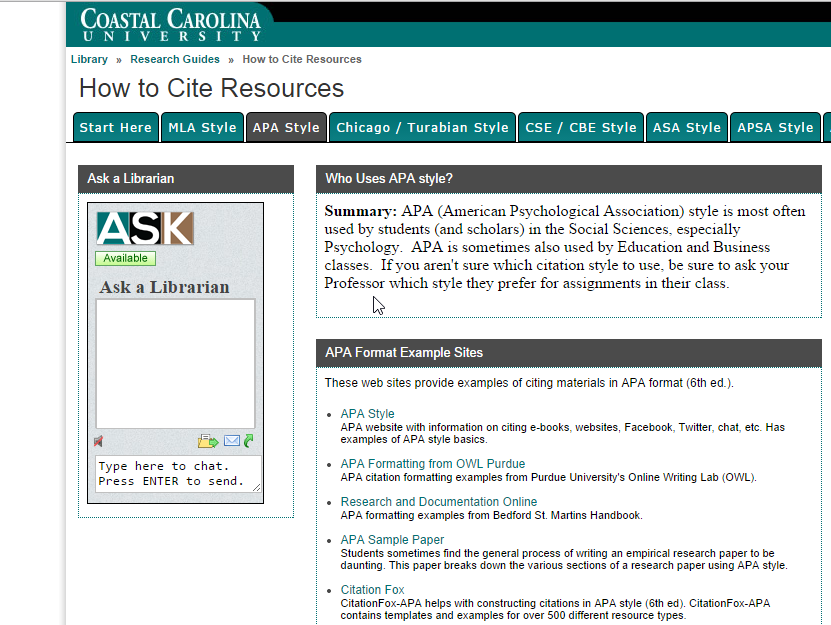 COASTAL CAROLINA
UNIVERSITY
Library » Research Guides » How to Cite Resources
How to Cite Resources
Start Here MLA Style APA Style Chicago / Turabian Style CSE / CBE Style ASA Style APSA Style
Ask a Librarian
ASK
Available
Ask a Librarian
Type here to chat.
Press ENTER to send.
Who Uses APA style?
Summary: APA (American Psychological Association) style is most often
used by students (and scholars) in the Social Sciences, especially
Psychology. APA is sometimes also used by Education and Business
classes. If you aren't sure which citation style to use, be sure to ask your
Professor which style they prefer for assignments in their class.
APA Format Example Sites
These web sites provide examples of citing materials in APA format (6th ed.).
• APA Style
APA website with information on citing e-books, websites, Facebook, Twitter, chat, etc. Has
examples of APA style basics.
• APA Formatting from OWL Purdue
APA citation formatting examples from Purdue University's Online Writing Lab (OWL).
• Research and Documentation Online
APA formatting examples from Bedford St. Martins Handbook.
• APA Sample Paper
Students sometimes find the general process of writing an empirical research paper to be
daunting. This paper breaks down the various sections of a research paper using APA style.
• Citation Fox
CitationFox-APA helps with constructing citations in APA style (6th ed). CitationFox-APA
contains templates and examples for over 500 different resource types.